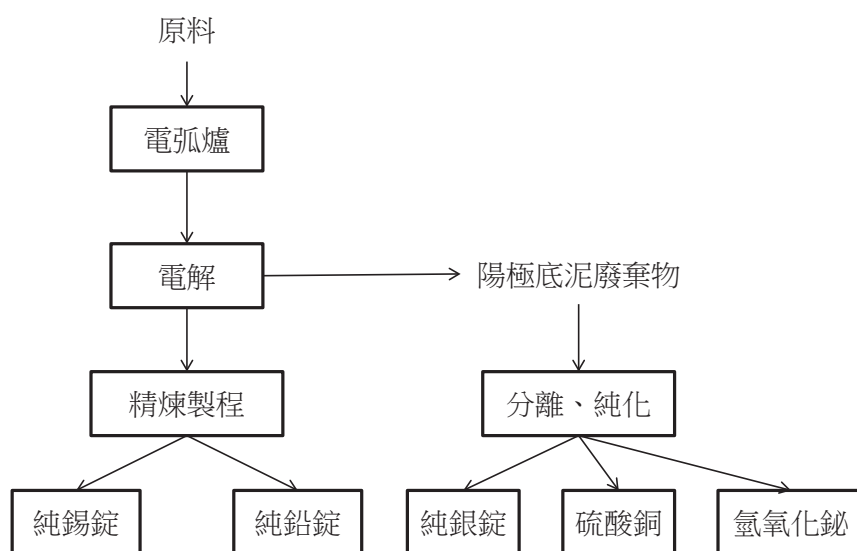 原料
電弧爐
電解
陽極底泥廢棄物
精煉製程
分離、純化
純錫錠
純鉛錠
純銀錠
硫酸銅
氫氧化鉍